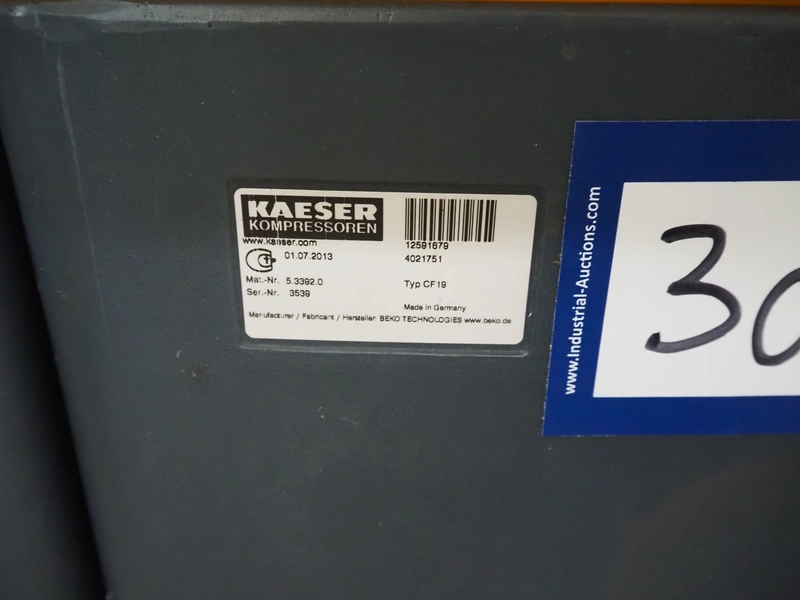 KAESER
KOMPRESSOREN
www.kaeser.com
12591679
01.07.2013
4021751
Mat.-Nr. 5.3392.0
Typ CF19
Ser.-Nr. 3539
Made in Germany
Manufacturer / Fabricant / Hersteller BEKO TECHNOLOGIES www.beko.de
www.Industrial-Auctions.com